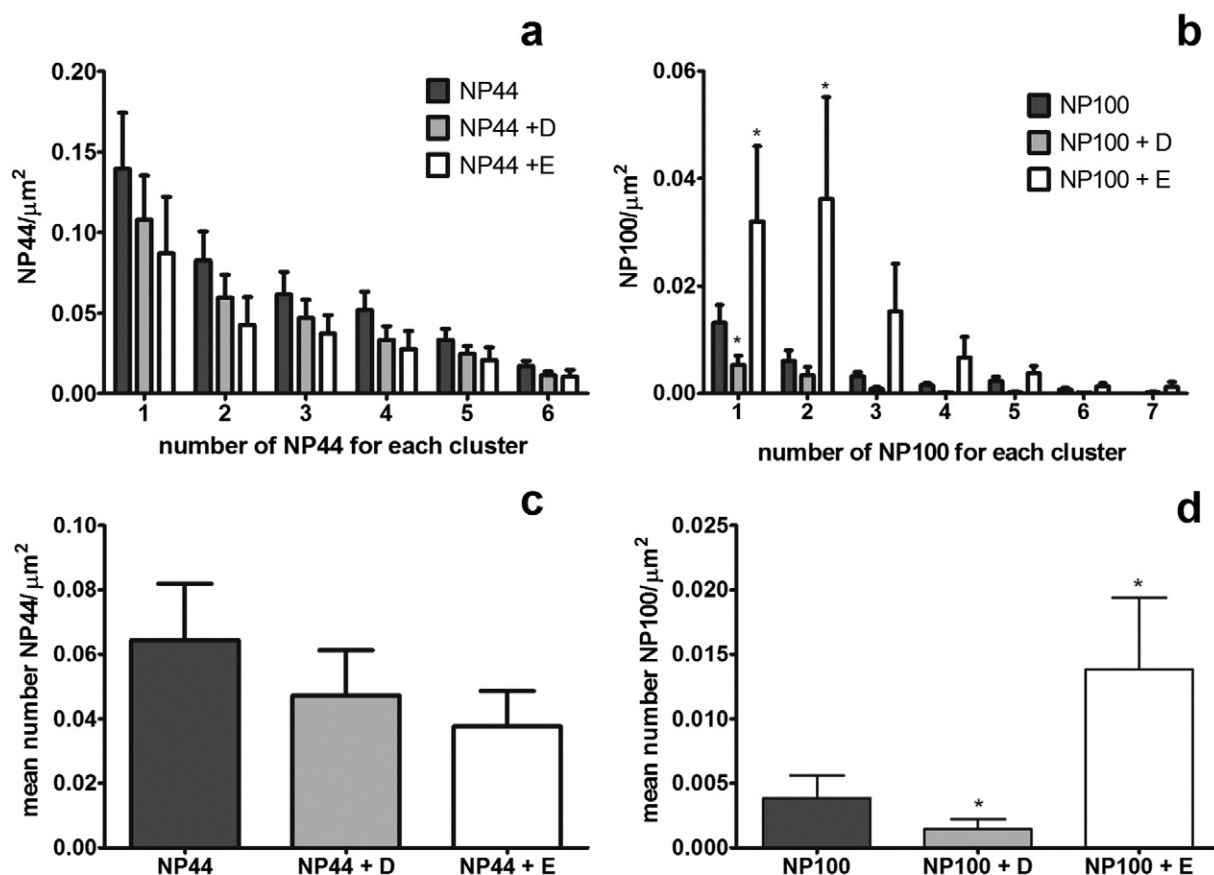 a
0.20
0.15
0.10
0.05
0.00
NP44/μm²
NP44
NP44 +D
NP44 +E
1 2 3 4 5 6
number of NP44 for each cluster
b
0.06
0.04
0.02
0.00
NP100/μm²
NP100
NP100 + D
NP100 + E
*
*
*
1 2 3 4 5 6 7
number of NP100 for each cluster
c
0.10
0.08
0.06
0.04
0.02
0.00
mean number NP44/μm²
NP44 NP44 + D NP44 + E
d
0.025
0.020
0.015
0.010
0.005
0.000
mean number NP100/μm²
*
*
NP100 NP100 + D NP100 + E